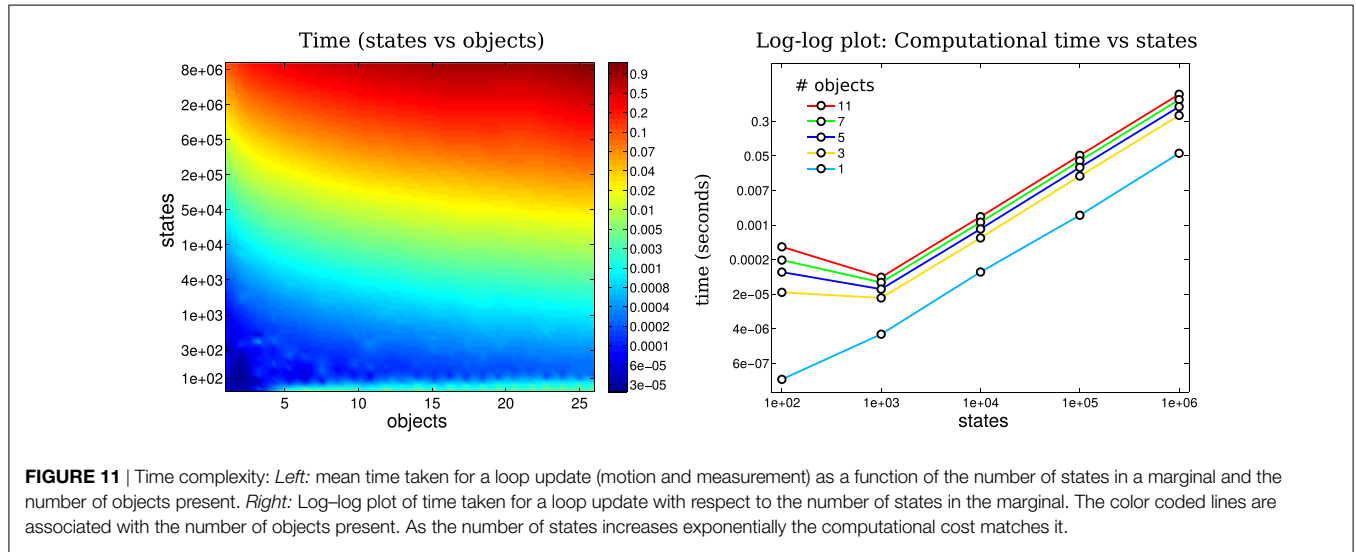 Time (states vs objects)
8e+06
2e+06
6e+05
2e+05
5e+04
1e+04
4e+03
1e+03
3e+02
1e+02
states
5
10
15
20
25
objects
0.9
0.5
0.2
0.1
0.07
0.04
0.02
0.01
0.005
0.003
0.001
0.0008
0.0004
0.0002
0.0001
6e-05
3e-05
Log-log plot: Computational time vs states
# objects
11
7
5
3
1
time (seconds)
0.3
0.05
0.007
0.001
0.0002
2e-05
4e-06
6e-07
1e+02
1e+03
1e+04
1e+05
1e+06
states
FIGURE 11 | Time complexity: Left: mean time taken for a loop update (motion and measurement) as a function of the number of states in a marginal and the
number of objects present. Right: Log–log plot of time taken for a loop update with respect to the number of states in the marginal. The color coded lines are
associated with the number of objects present. As the number of states increases exponentially the computational cost matches it.